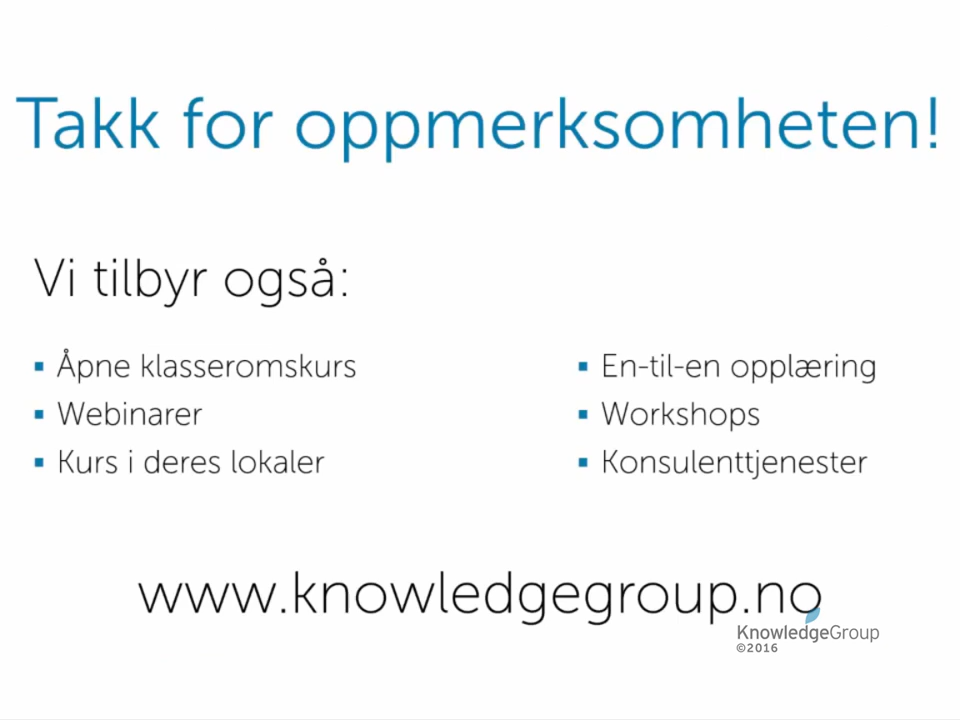 Takk for oppmerksomheten!
Vi tilbyr også:
▪ Åpne klasseromskurs
▪ Webinarer
▪ Kurs i deres lokaler
▪ En-til-en opplæring
▪ Workshops
▪ Konsulenttjenester
www.knowledgegroup.no
KnowledgeGroup
©2016